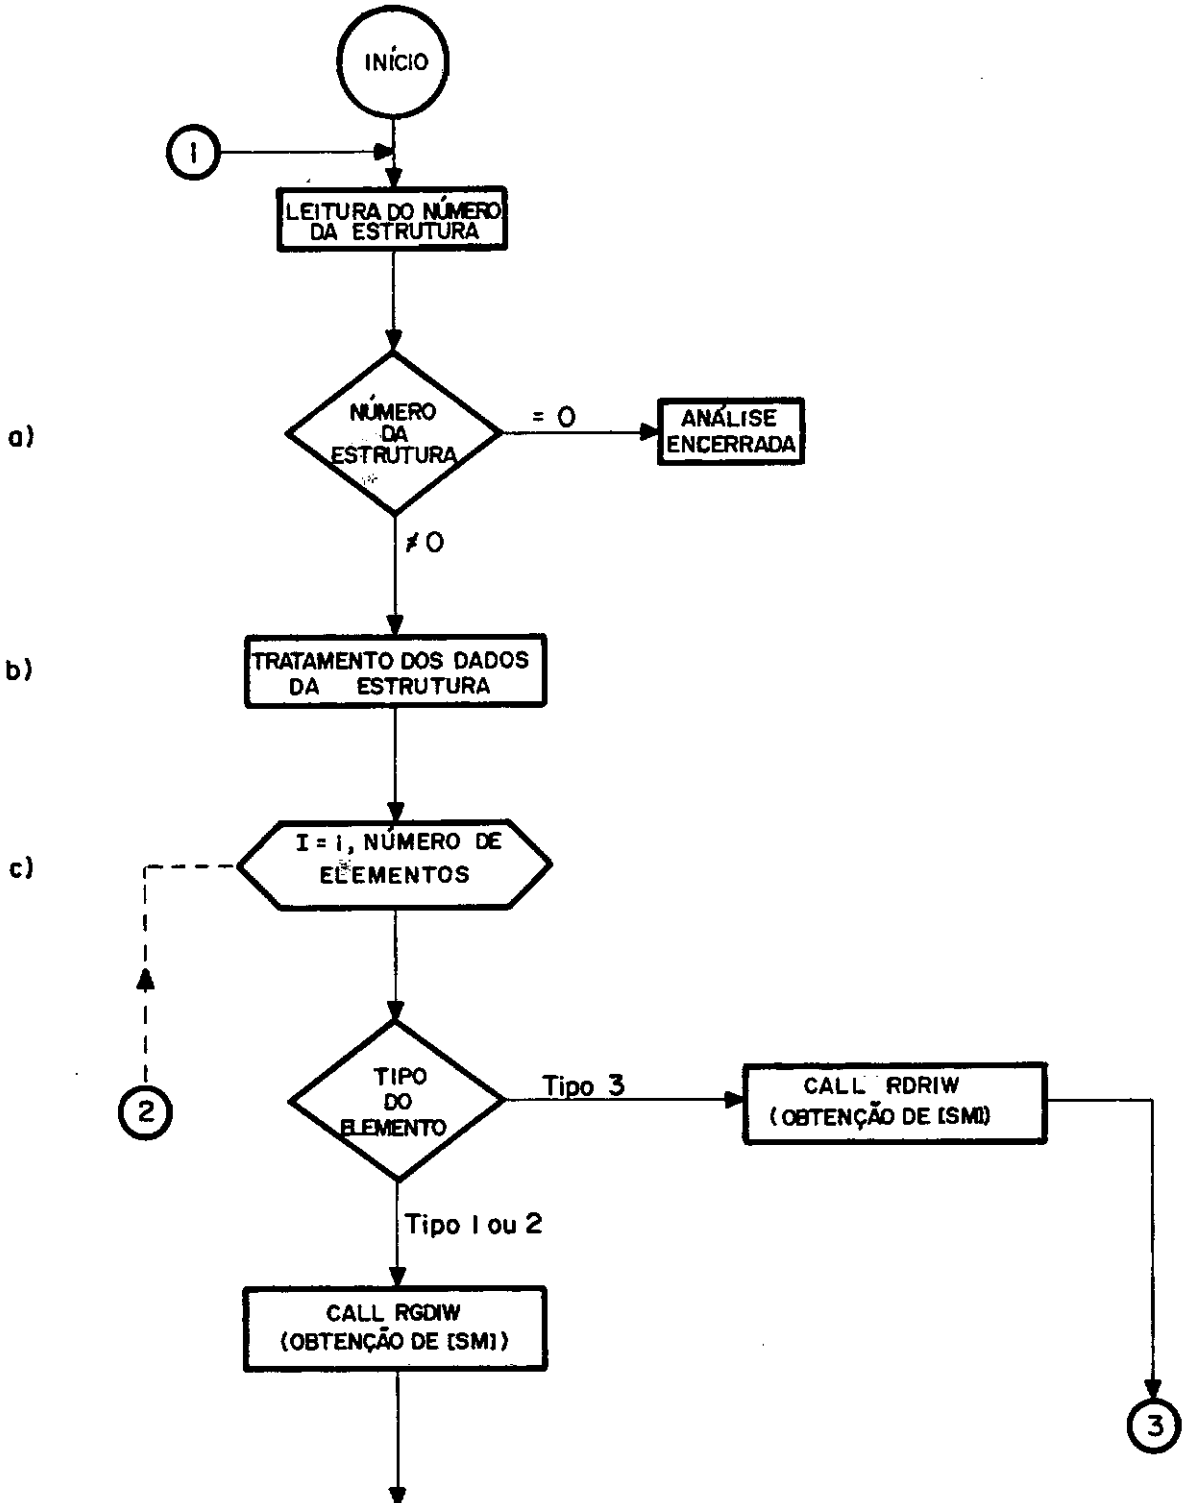 INÍCIO
1
LEITURA DO NÚMERO
DA ESTRUTURA
a)
NÚMERO
DA
ESTRUTURA
= 0
ANÁLISE
ENCERRADA
≠ 0
b)
TRATAMENTO DOS DADOS
DA ESTRUTURA
c)
I = 1, NÚMERO DE
ELEMENTOS
2
TIPO
DO
ELEMENTO
Tipo 3
CALL RDRIW
(OBTENÇÃO DE [SM])
Tipo 1 ou 2
CALL RGDIW
(OBTENÇÃO DE [SM])
3